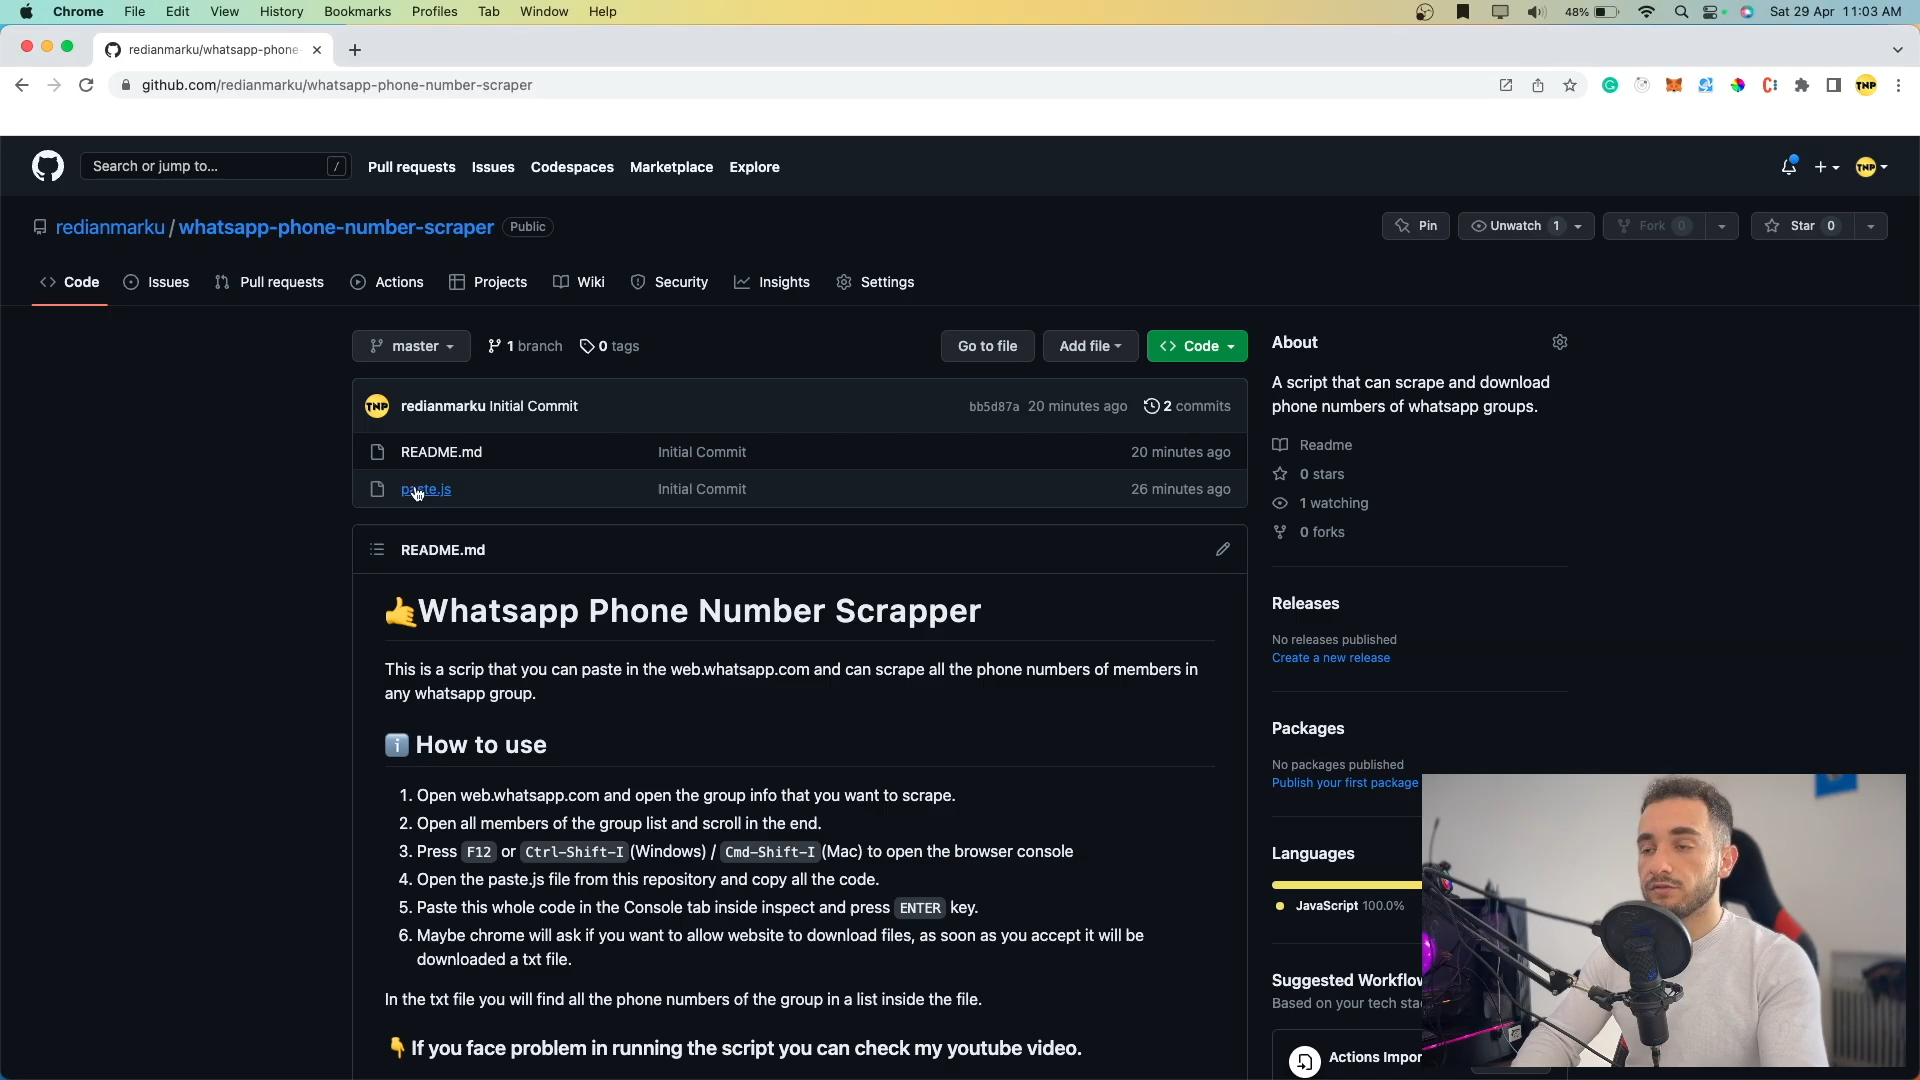 Chrome File Edit View History Bookmarks Profiles Tab Window Help
48% Sat 29 Apr 11:03 AM
redianmarku/whatsapp-phone-
github.com/redianmarku/whatsapp-phone-number-scraper
TNP
Search or jump to... /
Pull requests Issues Codespaces Marketplace Explore
TNP
redianmarku / whatsapp-phone-number-scraper Public
Pin Unwatch 1 Fork 0 Star 0
Code Issues Pull requests Actions Projects Wiki Security Insights Settings
master 1 branch 0 tags
Go to file Add file Code
TNP redianmarku Initial Commit bb5d87a 20 minutes ago 2 commits
README.md Initial Commit 20 minutes ago
paste.js Initial Commit 26 minutes ago
README.md
🤙Whatsapp Phone Number Scrapper
This is a scrip that you can paste in the web.whatsapp.com and can scrape all the phone numbers of members in
any whatsapp group.
ℹ️ How to use
1. Open web.whatsapp.com and open the group info that you want to scrape.
2. Open all members of the group list and scroll in the end.
3. Press F12 or Ctrl-Shift-I (Windows) / Cmd-Shift-I (Mac) to open the browser console
4. Open the paste.js file from this repository and copy all the code.
5. Paste this whole code in the Console tab inside inspect and press ENTER key.
6. Maybe chrome will ask if you want to allow website to download files, as soon as you accept it will be
downloaded a txt file.
In the txt file you will find all the phone numbers of the group in a list inside the file.
👇 If you face problem in running the script you can check my youtube video.
About
A script that can scrape and download
phone numbers of whatsapp groups.
Readme
0 stars
1 watching
0 forks
Releases
No releases published
Create a new release
Packages
No packages published
Publish your first package
Languages
JavaScript 100.0%
Suggested Workflow
Based on your tech sta
Actions Impor